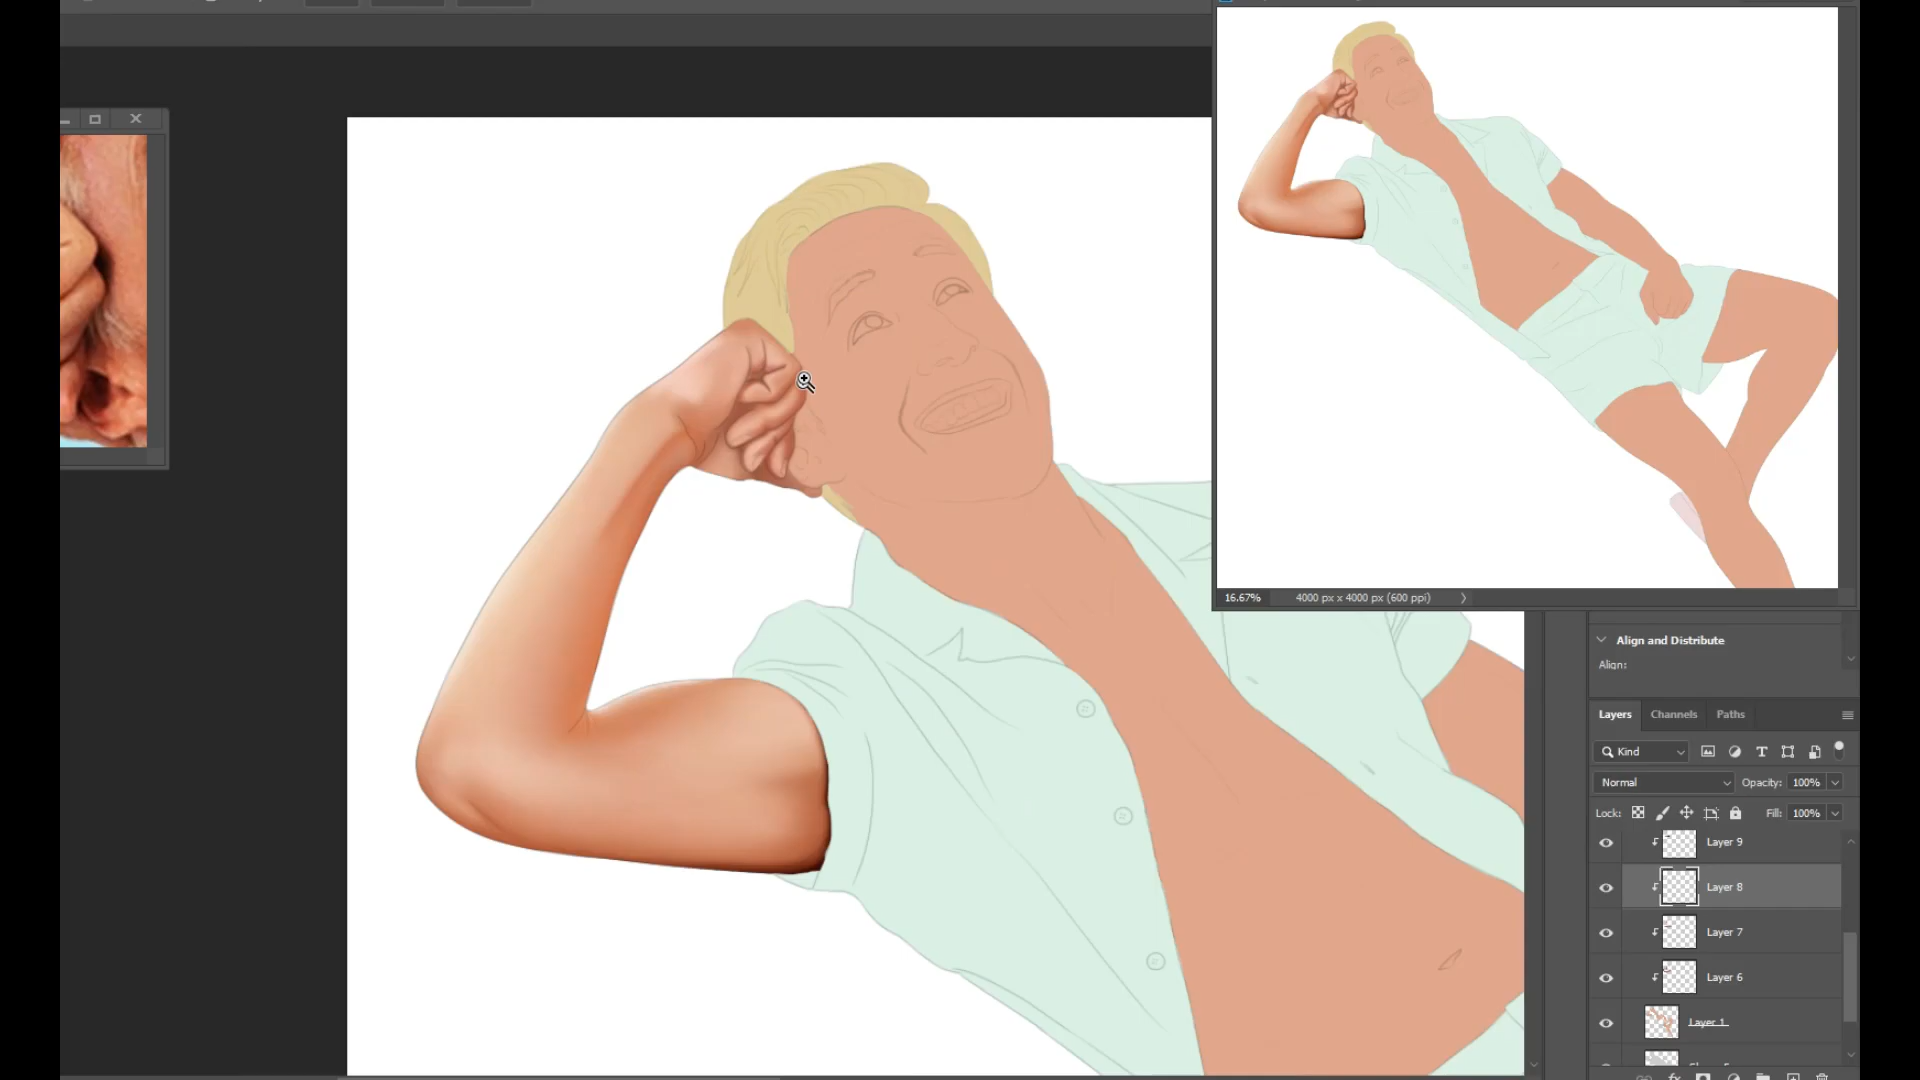 16.67%
4000 px x 4000 px (600 ppi)
Align and Distribute
Align:
Layers
Channels
Paths
Kind
Normal
Opacity: 100%
Lock:
Fill: 100%
Layer 9
Layer 8
Layer 7
Layer 6
Layer 1